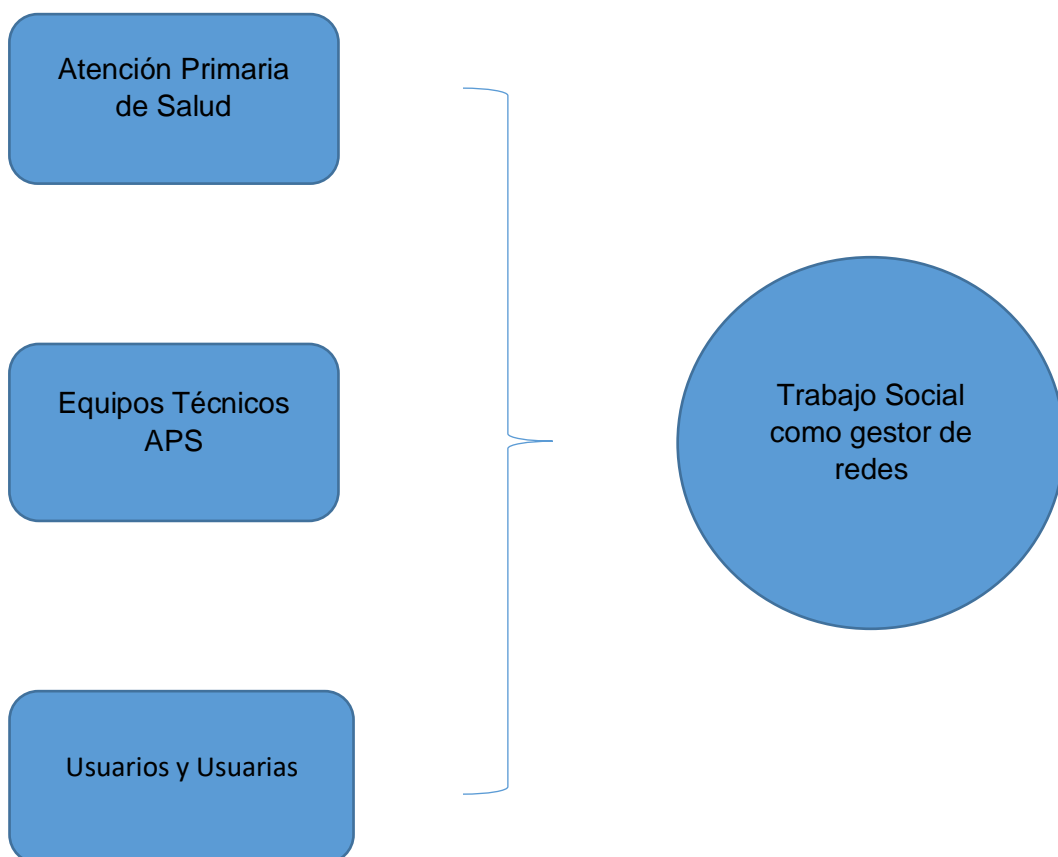 Atención Primaria
de Salud
Equipos Técnicos
APS
Usuarios y Usuarias
Trabajo Social
como gestor de
redes